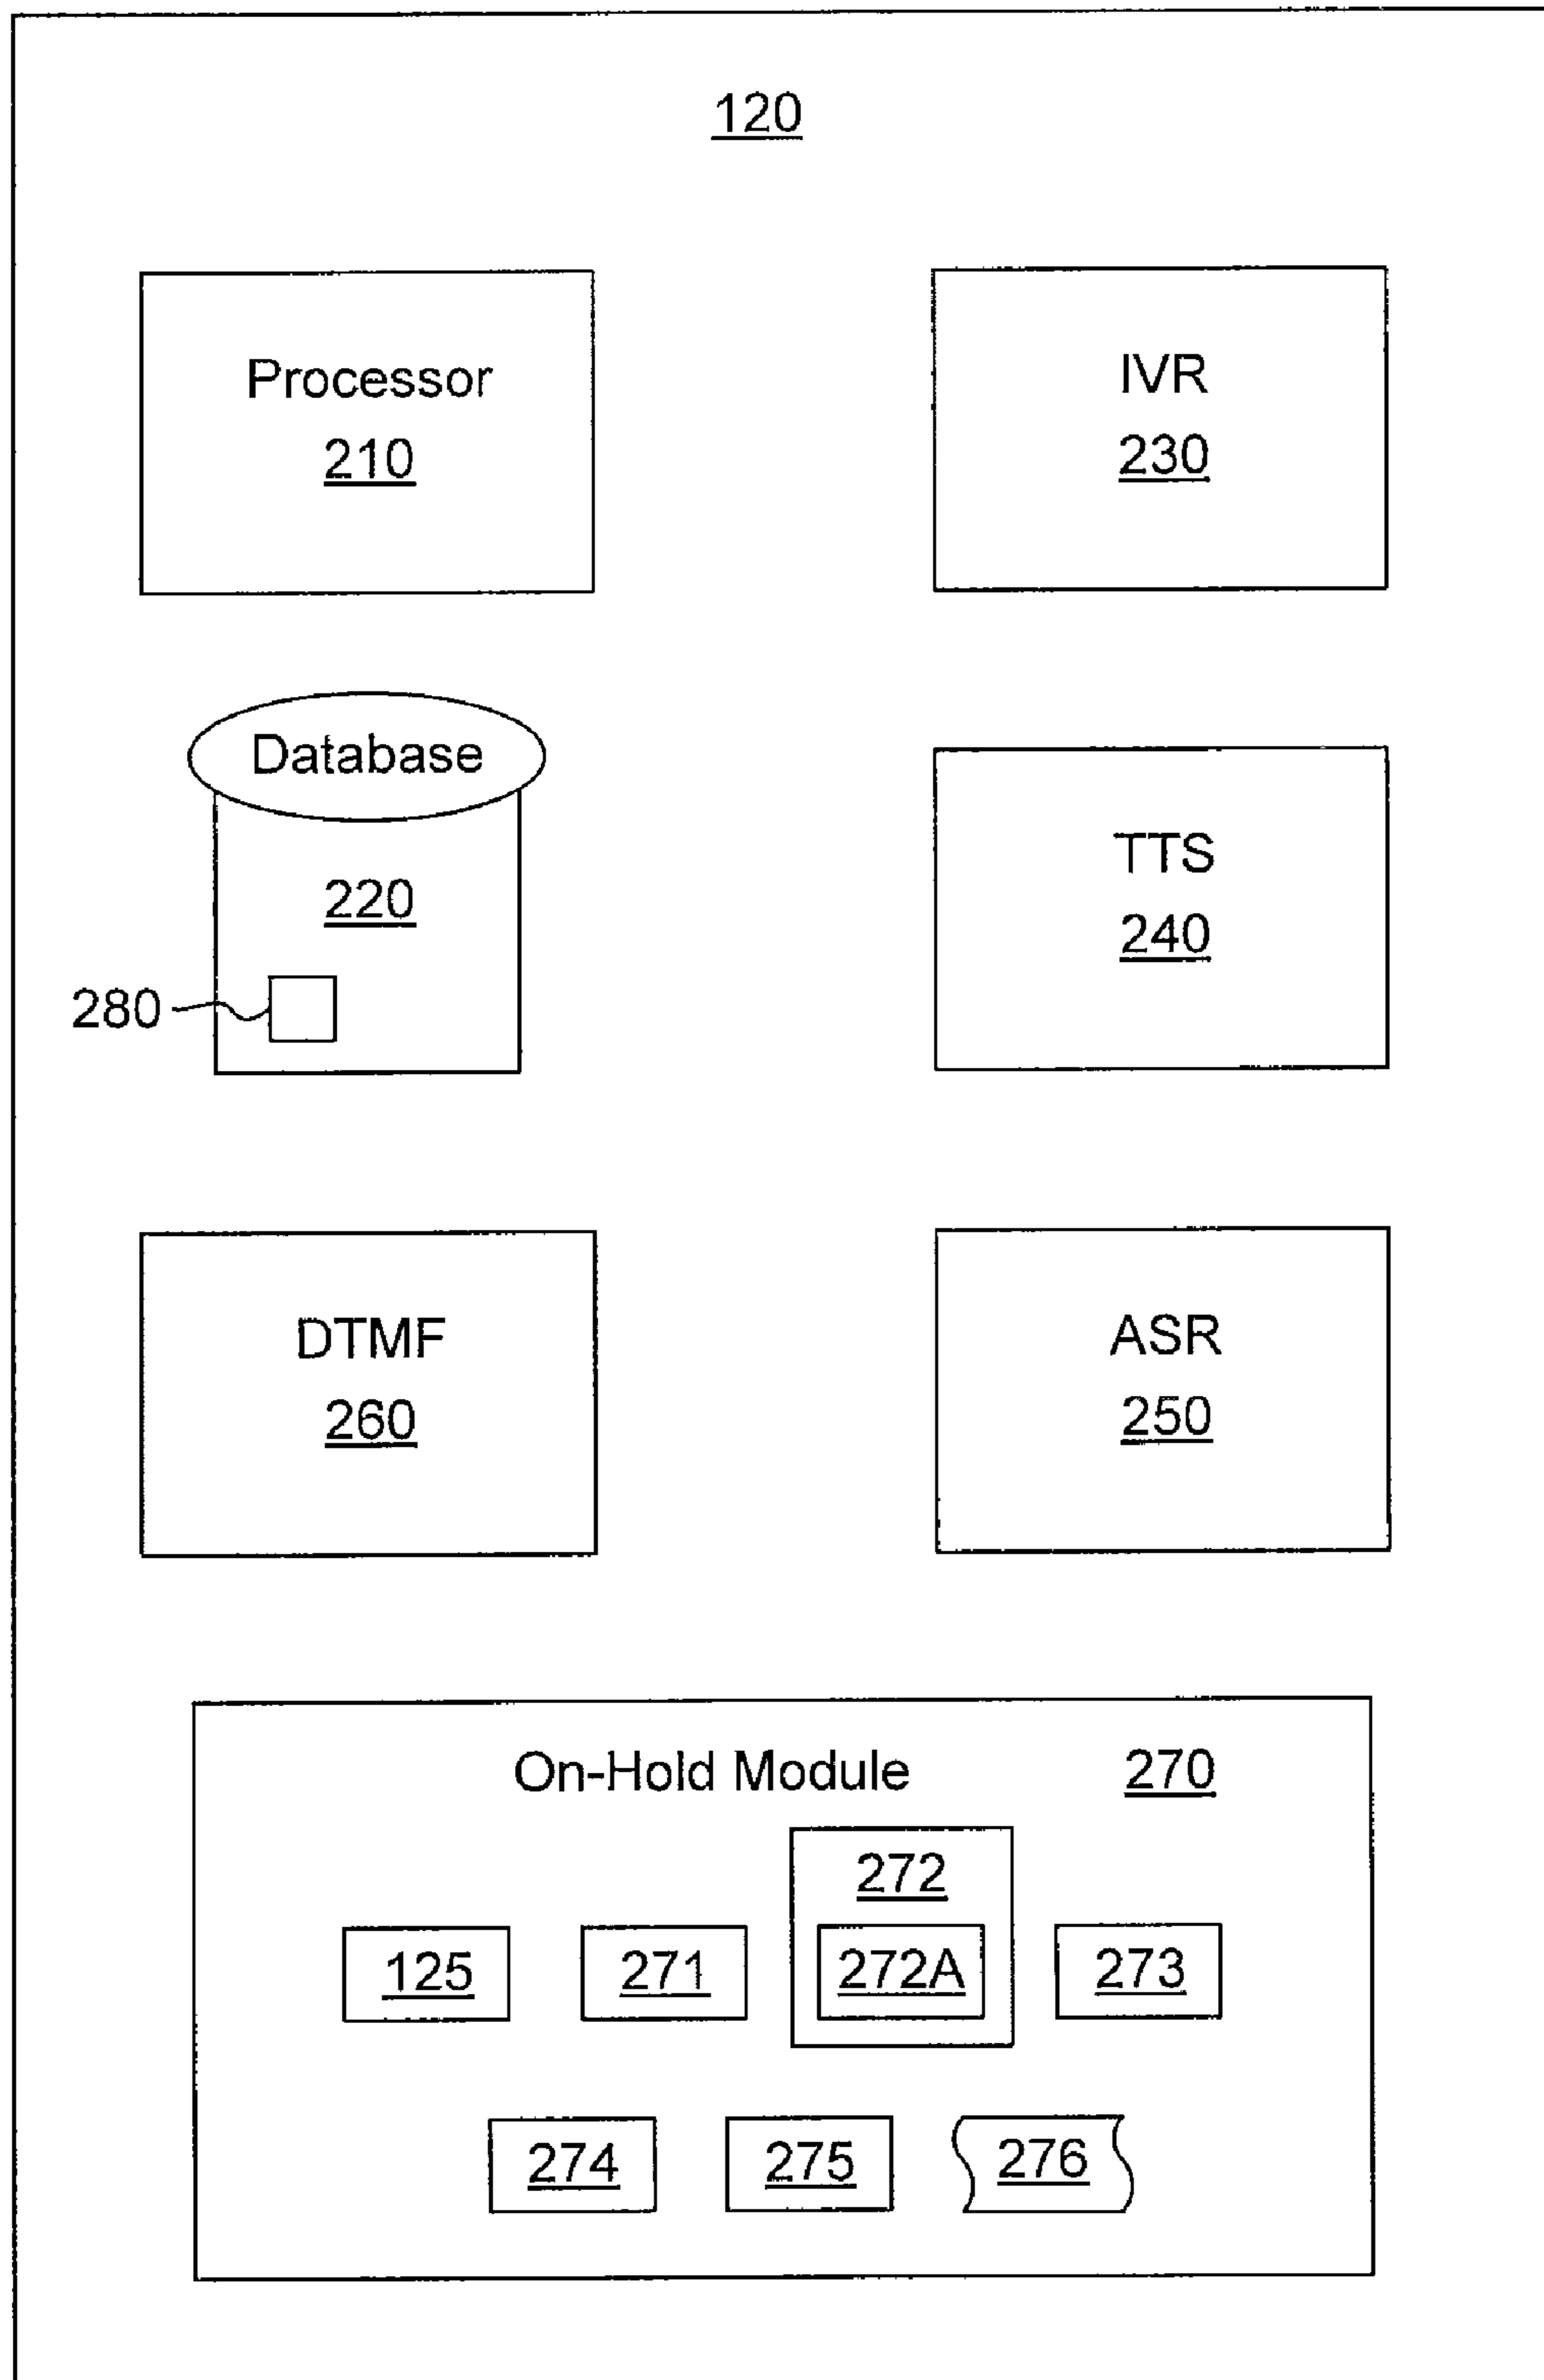 120
Processor
210
IVR
230
Database
220
280
TTS
240
DTMF
260
ASR
250
On-Hold Module 270
272
125 271 272A 273
274 275 276